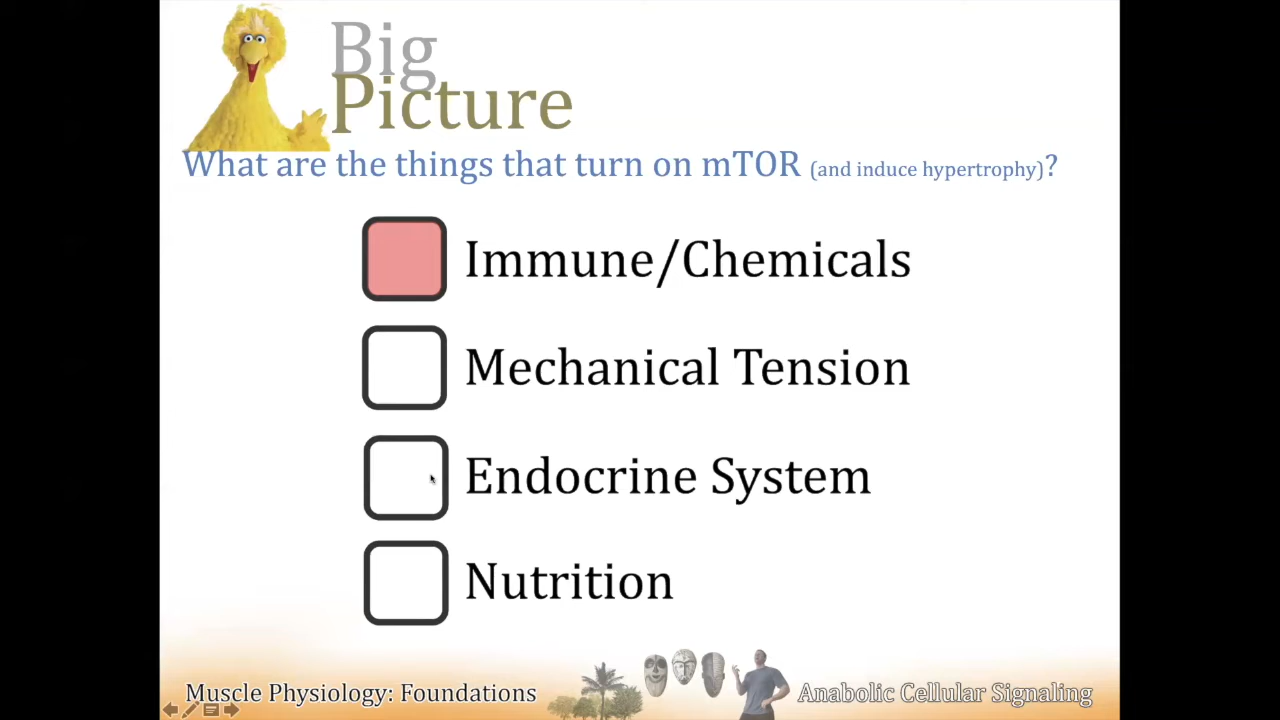 Big
Picture
What are the things that turn on mTOR (and induce hypertrophy)?
Immune/Chemicals
Mechanical Tension
Endocrine System
Nutrition
Muscle Physiology: Foundations
Anabolic Cellular Signaling